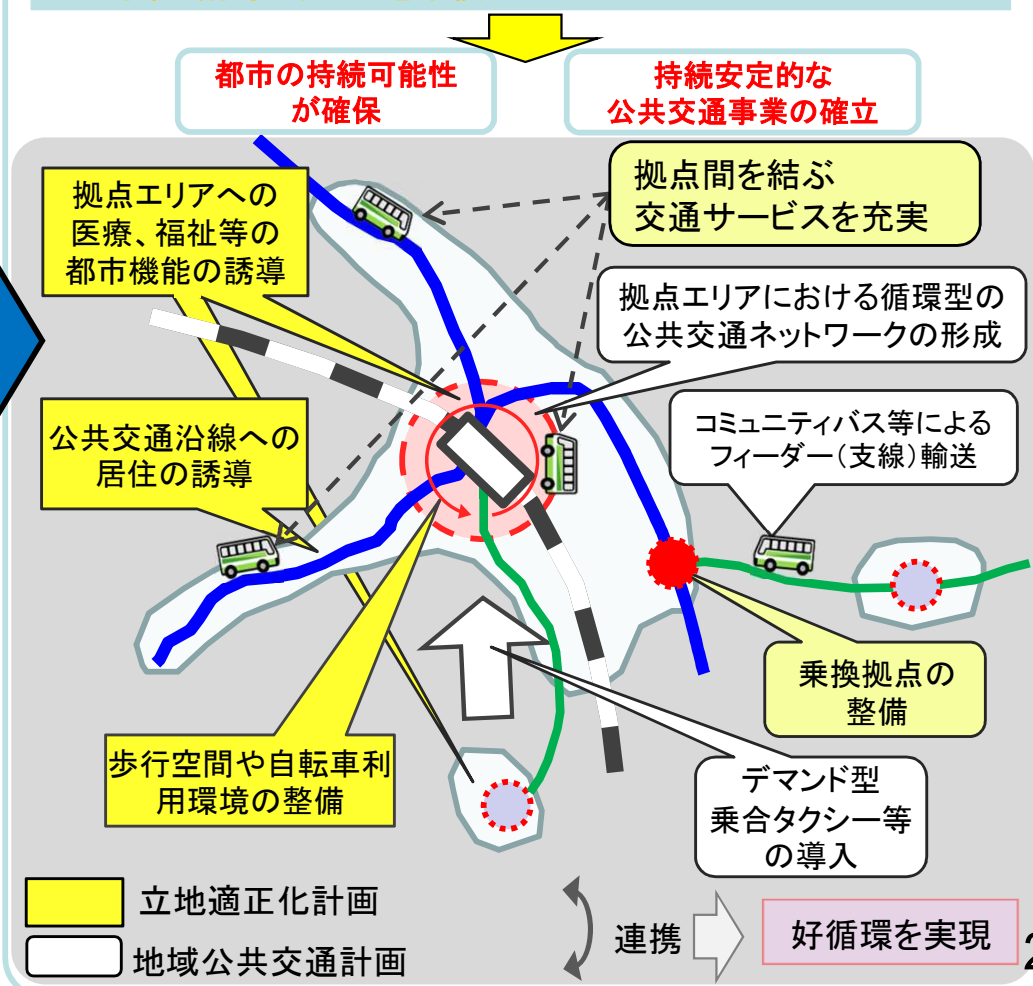 都市の持続可能性
が確保
持続安定的な
公共交通事業の確立
拠点エリアへの
医療、福祉等の
都市機能の誘導
拠点間を結ぶ
交通サービスを充実
拠点エリアにおける循環型の
公共交通ネットワークの形成
公共交通沿線への
居住の誘導
コミュニティバス等による
フィーダー(支線)輸送
乗換拠点の
整備
歩行空間や自転車利
用環境の整備
デマンド型
乗合タクシー等
の導入
立地適正化計画
地域公共交通計画
連携
好循環を実現